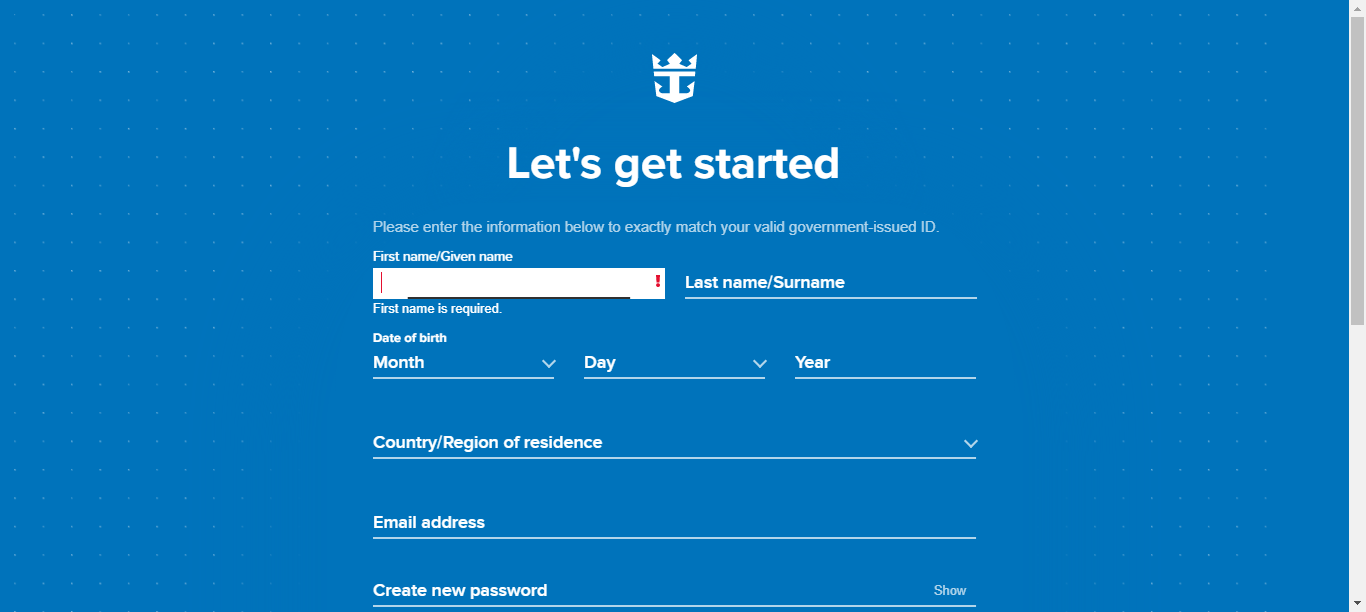 Let's get started
Please enter the information below to exactly match your valid government-issued ID.
First name/Given name
Last name/Surname
First name is required.
Date of birth
Month Day Year
Country/Region of residence
Email address
Create new password Show